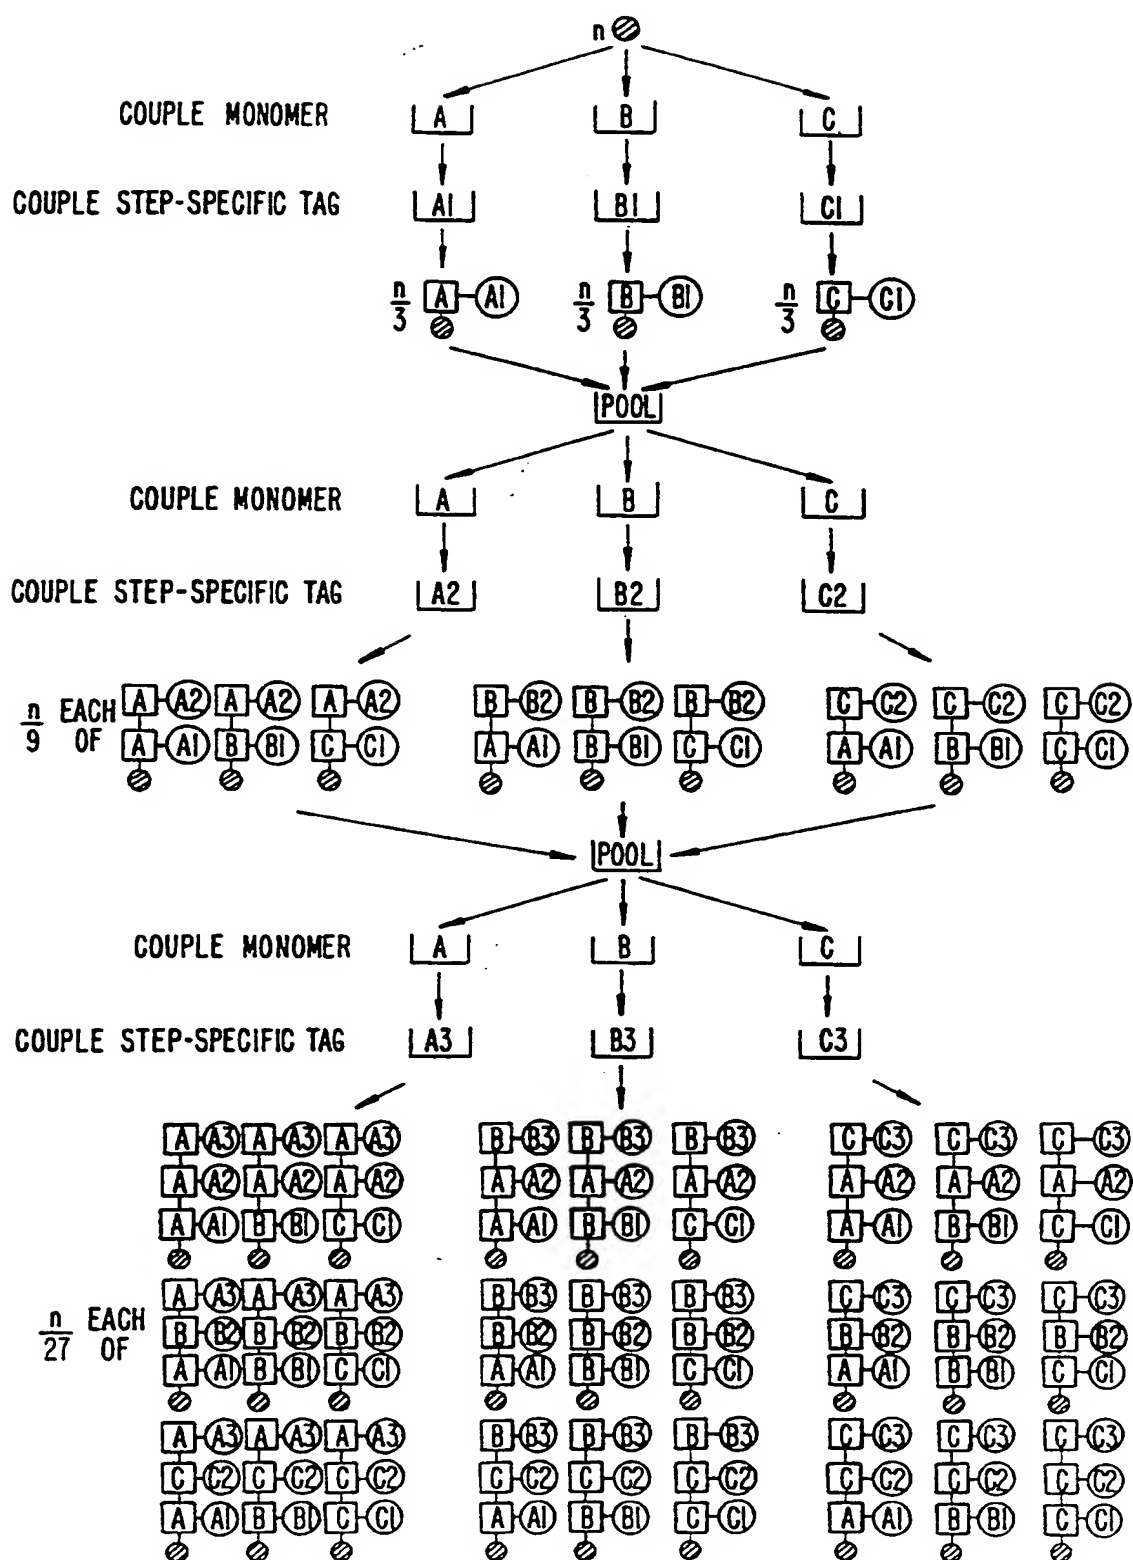 n
COUPLE MONOMER A B C
COUPLE STEP-SPECIFIC TAG A1 B1 C1
n/3 A A1 n/3 B B1 n/3 C C1
POOL
COUPLE MONOMER A B C
COUPLE STEP-SPECIFIC TAG A2 B2 C2
A A2 A A2 A A2 B B2 B B2 B B2 C C2 C C2 C C2
n/9 EACH OF
A A1 B B1 C C1 A A1 B B1 C C1 A A1 B B1 C C1
POOL
COUPLE MONOMER A B C
COUPLE STEP-SPECIFIC TAG A3 B3 C3
A A3 A A3 A A3 B B3 B B3 B B3 C C3 C C3 C C3
A A2 A A2 A A2 A A2 A A2 A A2 A A2 A A2 A A2
A A1 B B1 C C1 A A1 B B1 C C1 A A1 B B1 C C1
n/27 EACH OF
A A3 A A3 A A3 B B3 B B3 B B3 C C3 C C3 C C3
B B2 B B2 B B2 B B2 B B2 B B2 B B2 B B2 B B2
A A1 B B1 C C1 A A1 B B1 C C1 A A1 B B1 C C1
A A3 A A3 A A3 B B3 B B3 B B3 C C3 C C3 C C3
C C2 C C2 C C2 C C2 C C2 C C2 C C2 C C2 C C2
A A1 B B1 C C1 A A1 B B1 C C1 A A1 B B1 C C1